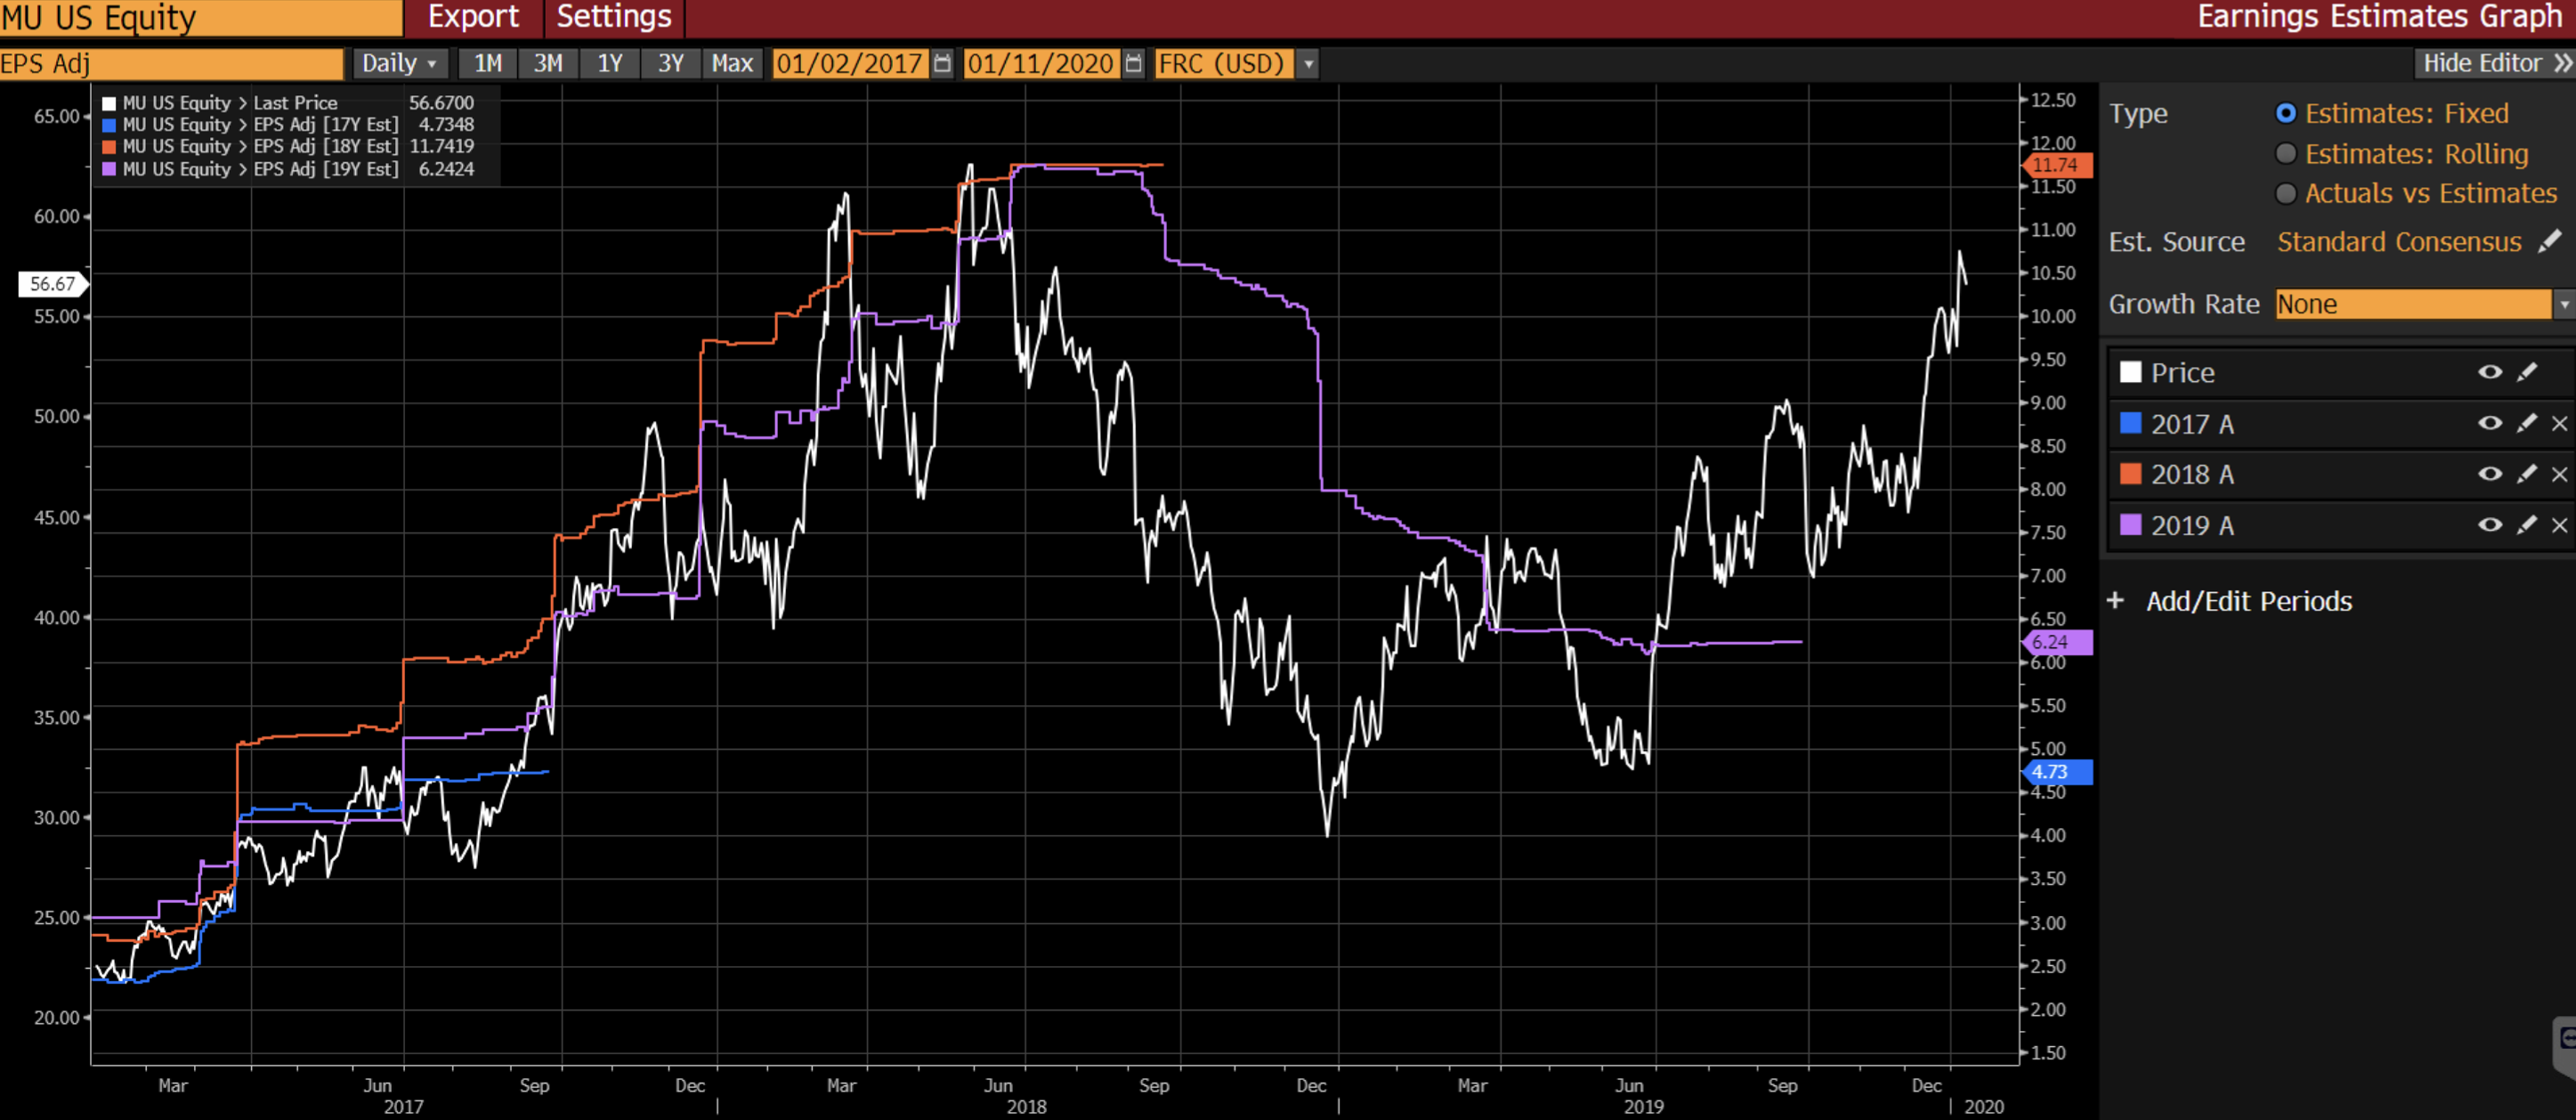 MU US Equity Export Settings Earnings Estimates Graph
EPS Adj Daily 1M 3M 1Y 3Y Max 01/02/2017 01/11/2020 FRC (USD) Hide Editor
MU US Equity > Last Price 56.6700
MU US Equity > EPS Adj [17Y Est] 4.7348
MU US Equity > EPS Adj [18Y Est] 11.7419
MU US Equity > EPS Adj [19Y Est] 6.2424
65.00
60.00
56.67
55.00
50.00
45.00
40.00
35.00
30.00
25.00
20.00
12.50
12.00
11.74
11.50
11.00
10.50
10.00
9.50
9.00
8.50
8.00
7.50
7.00
6.50
6.24
6.00
5.50
5.00
4.73
4.50
4.00
3.50
3.00
2.50
2.00
1.50
Mar Jun Sep Dec Mar Jun Sep Dec Mar Jun Sep Dec
2017 2018 2019 2020
Type Estimates: Fixed
Estimates: Rolling
Actuals vs Estimates
Est. Source Standard Consensus
Growth Rate None
Price
2017 A
2018 A
2019 A
+ Add/Edit Periods